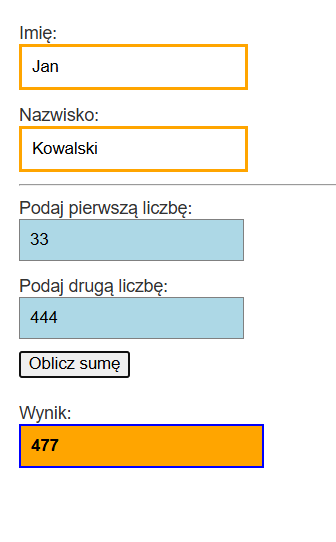 Imię:
Jan
Nazwisko:
Kowalski
Podaj pierwszą liczbę:
33
Podaj drugą liczbę:
444
Oblicz sumę
Wynik:
477